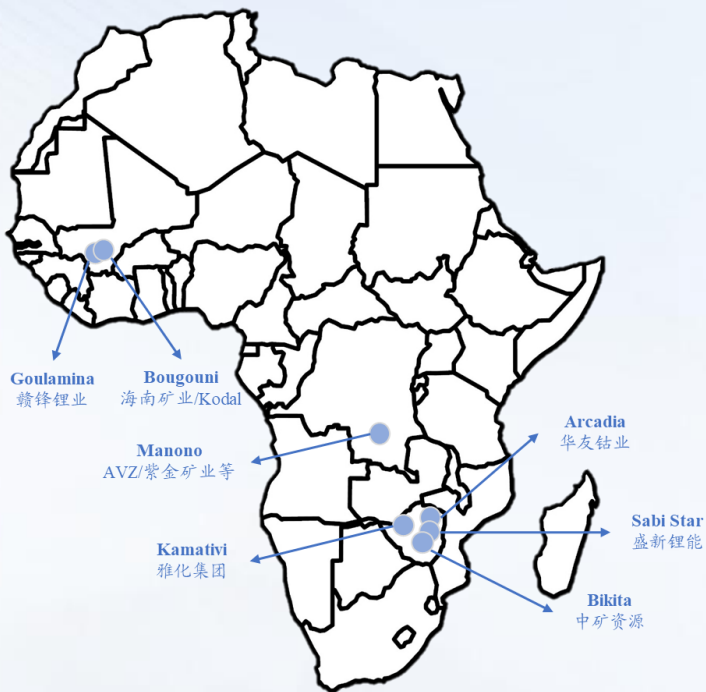 Goulamina
赣锋锂业
Bougouni
海南矿业/Kodal
Manono
AVZ/紫金矿业等
Arcadia
华友钴业
Kamativi
雅化集团
Sabi Star
盛新锂能
Bikita
中矿资源